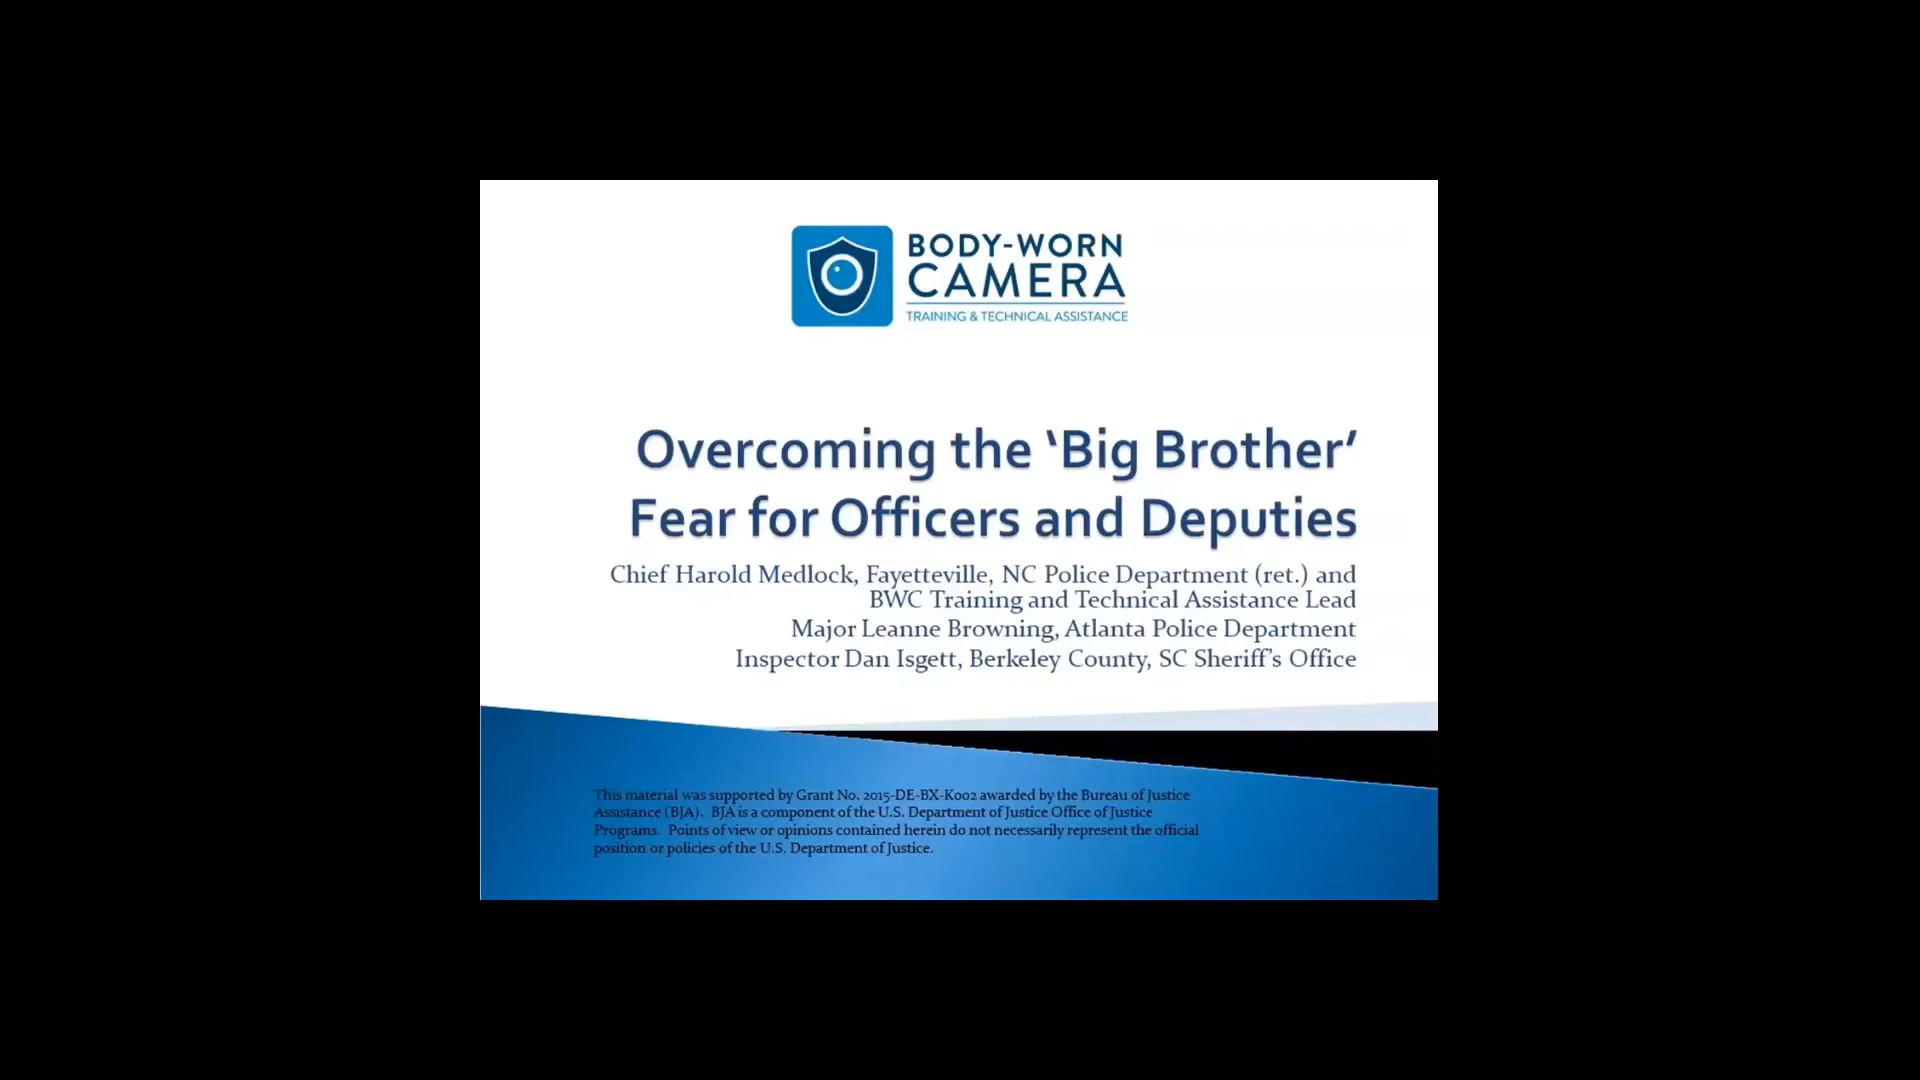 BODY-WORN
CAMERA
TRAINING & TECHNICAL ASSISTANCE
Overcoming the ‘Big Brother’
Fear for Officers and Deputies
Chief Harold Medlock, Fayetteville, NC Police Department (ret.) and
BWC Training and Technical Assistance Lead
Major Leanne Browning, Atlanta Police Department
Inspector Dan Isgett, Berkeley County, SC Sheriff’s Office
This material was supported by Grant No. 2015-DE-BX-K002 awarded by the Bureau of Justice
Assistance (BJA).  BJA is a component of the U.S. Department of Justice Office of Justice
Programs.  Points of view or opinions contained herein do not necessarily represent the official
position or policies of the U.S. Department of Justice.